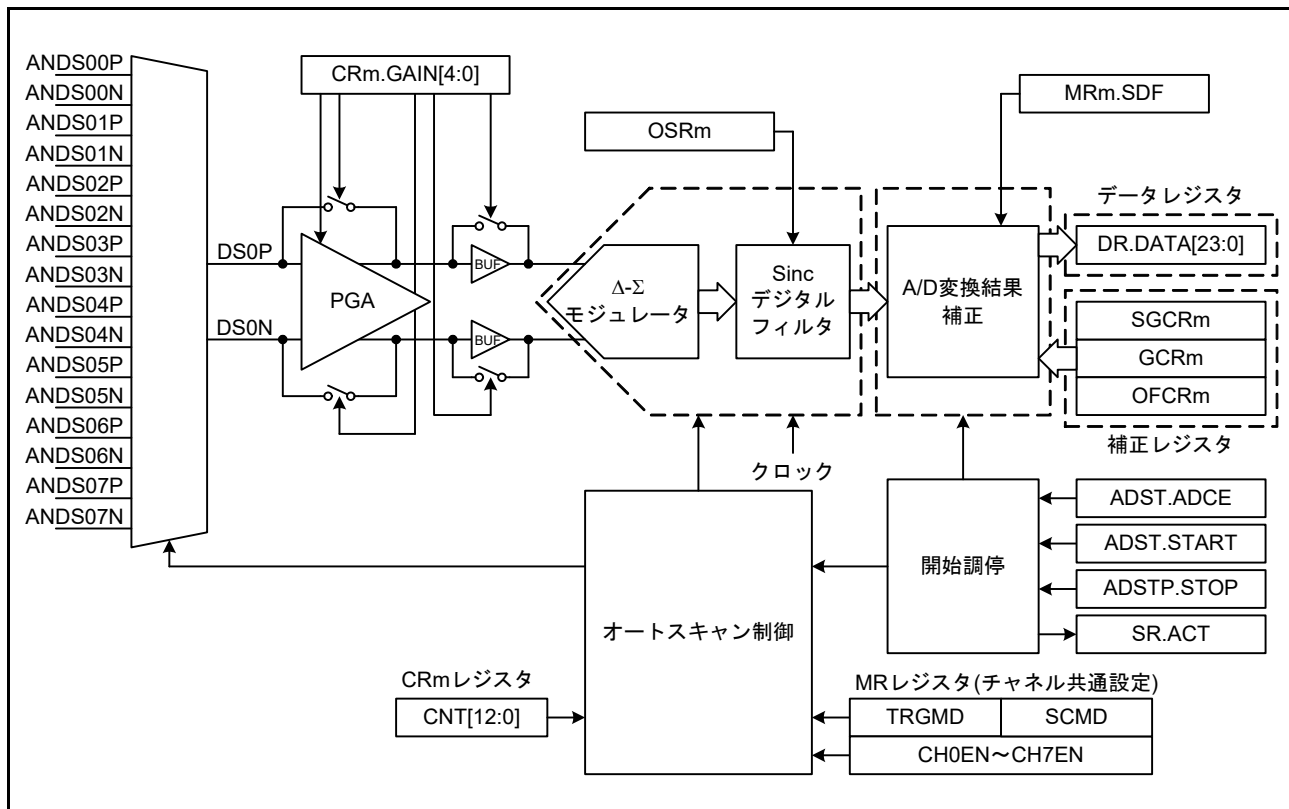 ANDS00P
ANDS00N
ANDS01P
ANDS01N
ANDS02P
ANDS02N
ANDS03P
ANDS03N
ANDS04P
ANDS04N
ANDS05P
ANDS05N
ANDS06P
ANDS06N
ANDS07P
ANDS07N
DS0P
DS0N
CRm.GAIN[4:0]
PGA
BUF
BUF
OSRm
Δ-Σ
モジュレータ
Sinc
デジタル
フィルタ
クロック
MRm.SDF
A/D変換結果
補正
データレジスタ
DR.DATA[23:0]
SGCRm
GCRm
OFCRm
補正レジスタ
オートスキャン制御
開始調停
ADST.ADCE
ADST.START
ADSTP.STOP
SR.ACT
CRmレジスタ
CNT[12:0]
MRレジスタ(チャネル共通設定)
TRGMD
SCMD
CH0EN～CH7EN